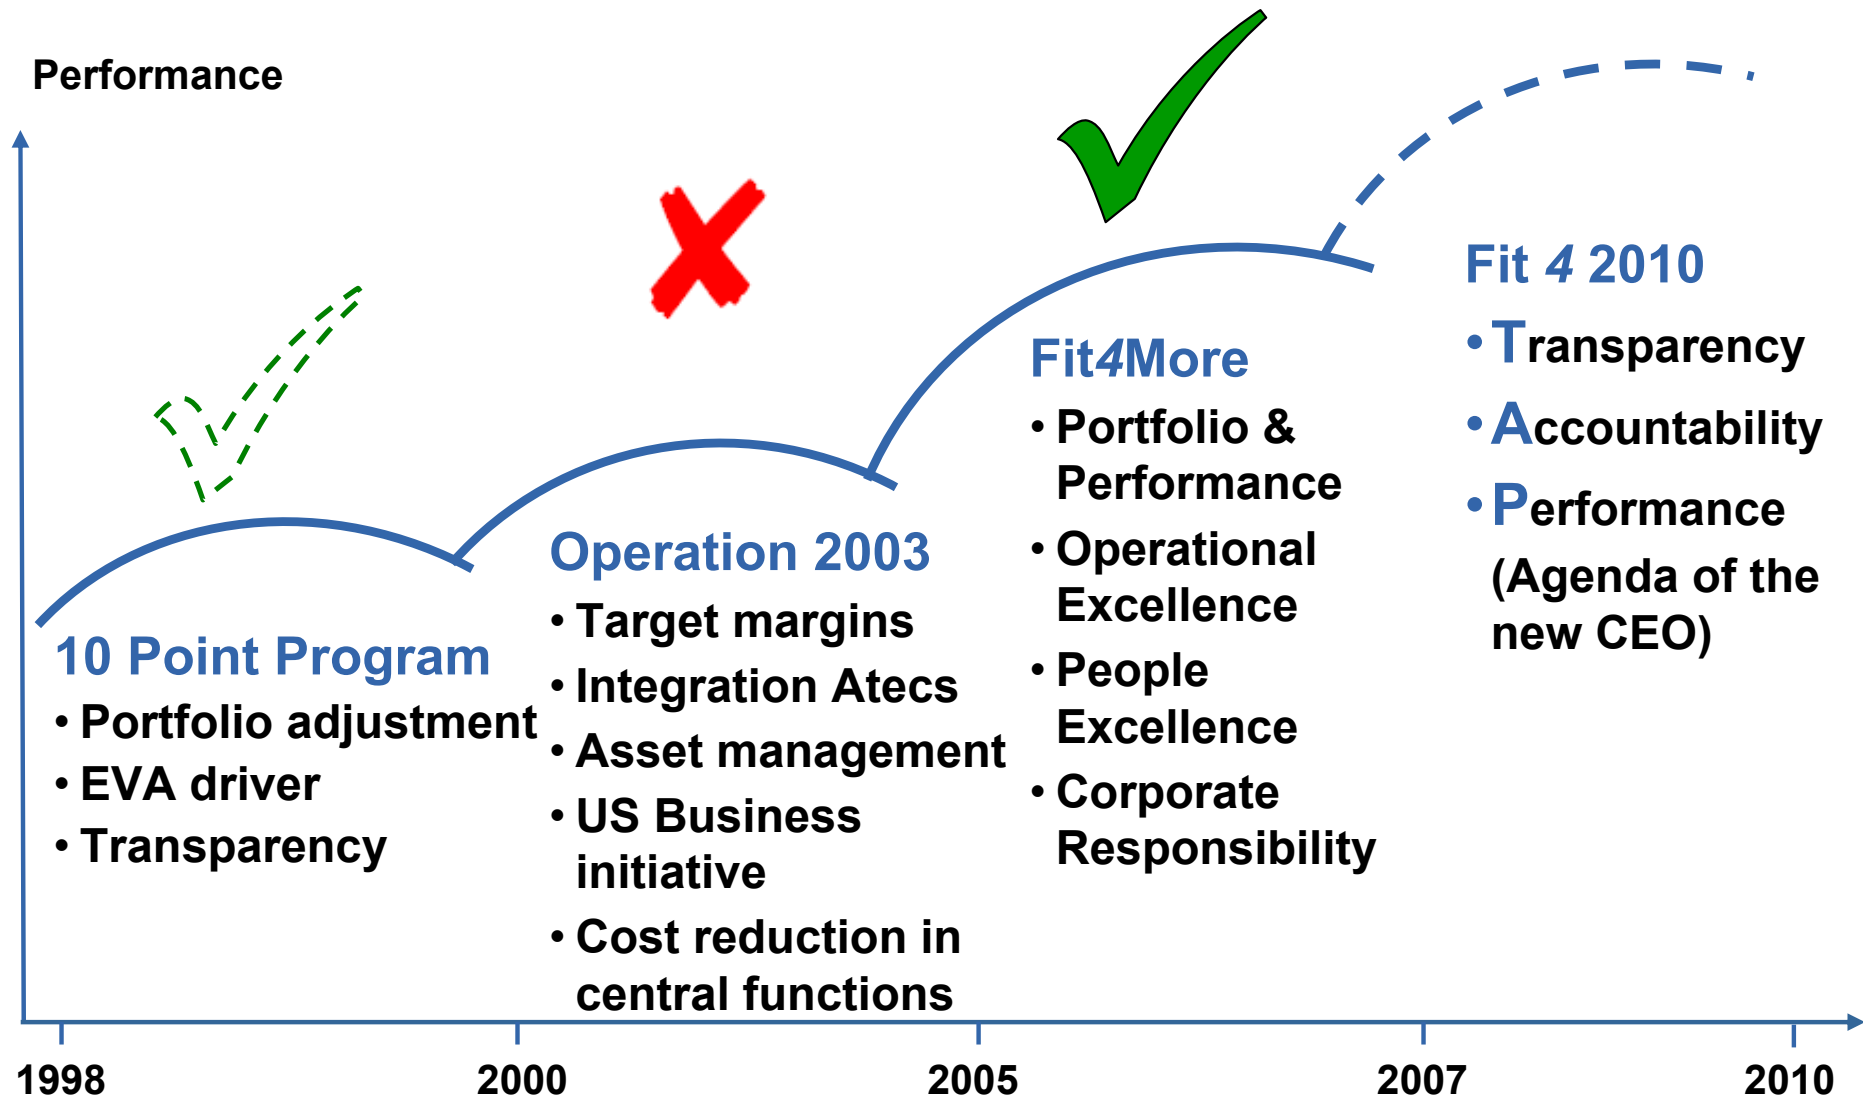 Performance
10 Point Program
• Portfolio adjustment
• EVA driver
• Transparency
Operation 2003
• Target margins
• Integration Atecs
• Asset management
• US Business
initiative
• Cost reduction in
central functions
Fit4More
• Portfolio &
Performance
• Operational
Excellence
• People
Excellence
• Corporate
Responsibility
Fit 4 2010
• Transparency
• Accountability
• Performance
(Agenda of the
new CEO)
1998 2000 2005 2007 2010